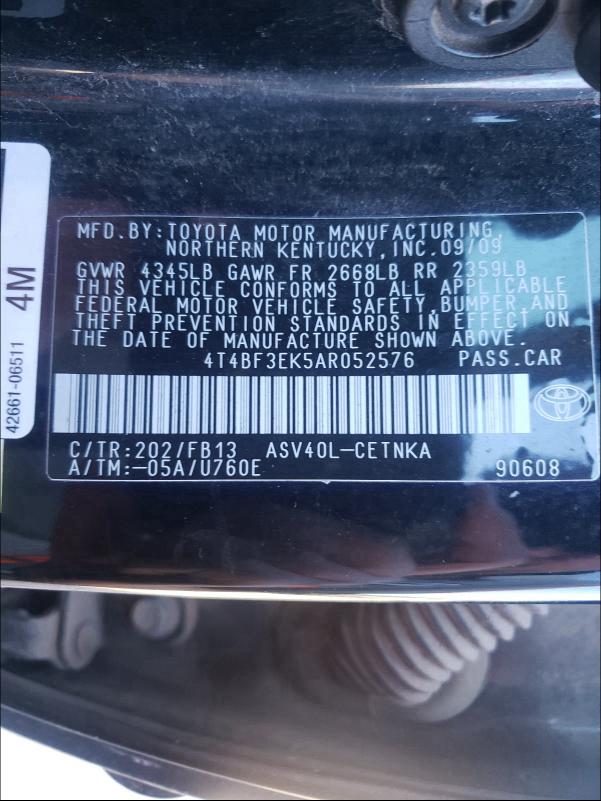 MFD. BY: TOYOTA MOTOR MANUFACTURING,
NORTHERN KENTUCKY, INC. 09/09
GVWR 4345LB GAWR FR 2668LB RR 2359LB
THIS VEHICLE CONFORMS TO ALL APPLICABLE
FEDERAL MOTOR VEHICLE SAFETY, BUMPER, AND
THEFT PREVENTION STANDARDS IN EFFECT ON
THE DATE OF MANUFACTURE SHOWN ABOVE.
4T4BF3EK5AR052576 PASS. CAR
C/TR: 202/FB13 ASV40L-CETNKA
A/TM: -05A/U760E 90608
42661-06511 4M